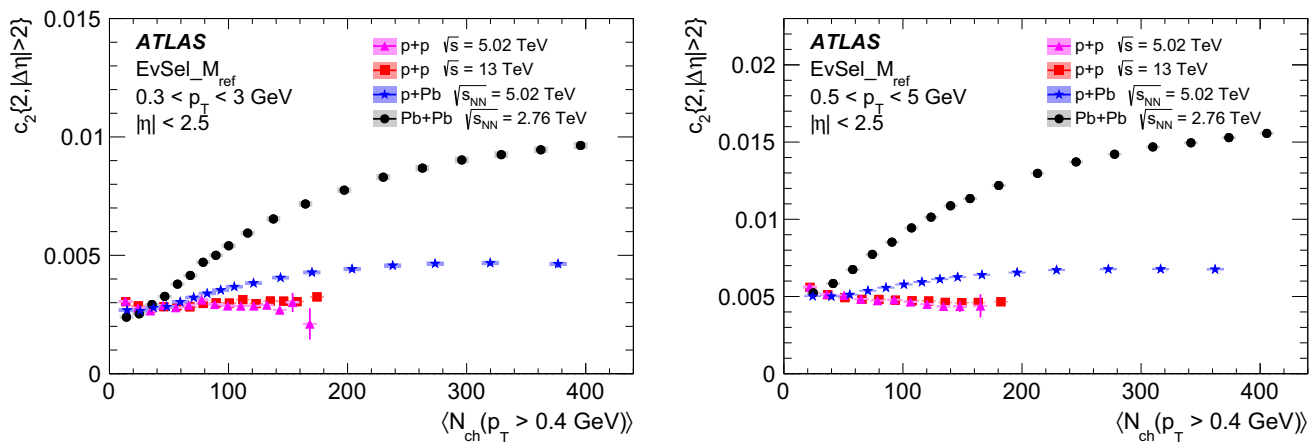 c₂{2,|Δη|>2}
0.015
0.01
0.005
0
ATLAS
EvSel_M_ref
0.3 < p_T < 3 GeV
|η| < 2.5
p+p √s = 5.02 TeV
p+p √s = 13 TeV
p+Pb √s_NN = 5.02 TeV
Pb+Pb √s_NN = 2.76 TeV
0 100 200 300 400
⟨N_ch(p_T > 0.4 GeV)⟩
c₂{2,|Δη|>2}
0.02
0.015
0.01
0.005
0
ATLAS
EvSel_M_ref
0.5 < p_T < 5 GeV
|η| < 2.5
p+p √s = 5.02 TeV
p+p √s = 13 TeV
p+Pb √s_NN = 5.02 TeV
Pb+Pb √s_NN = 2.76 TeV
0 100 200 300 400
⟨N_ch(p_T > 0.4 GeV)⟩